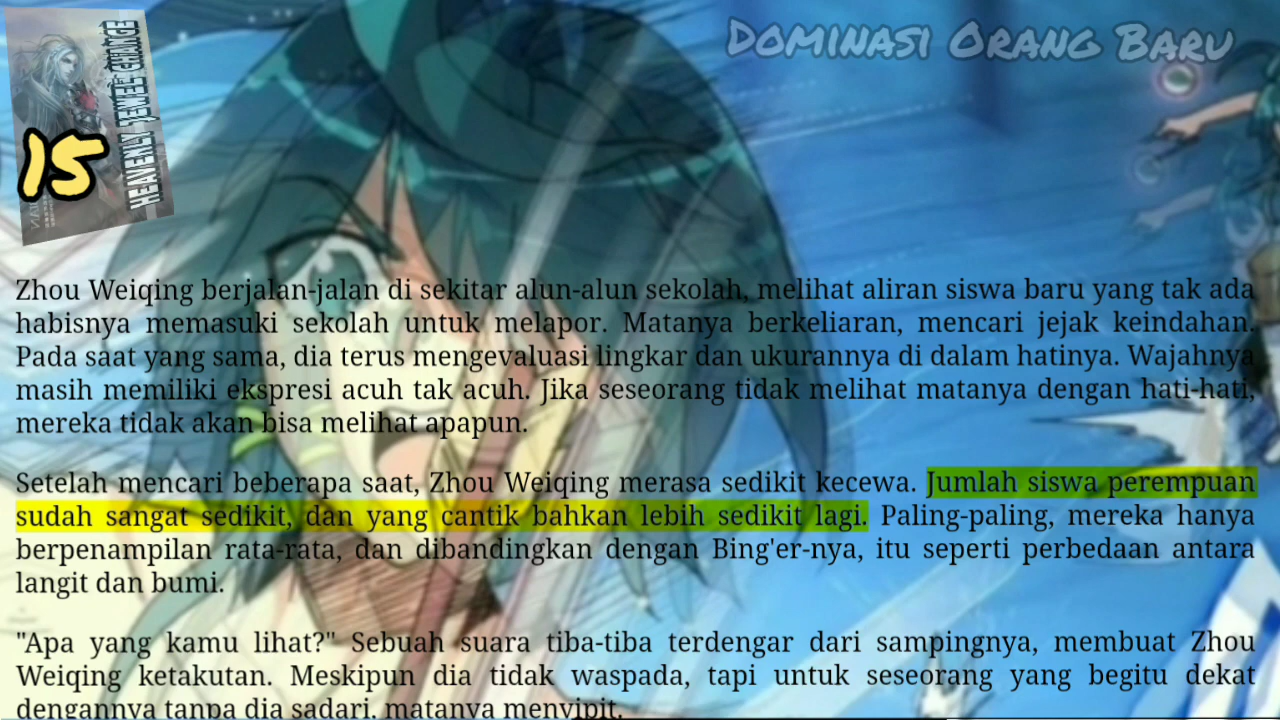 Dominasi Orang Baru
HEAVENLY JEWEL CHANGE
15
Zhou Weiqing berjalan-jalan di sekitar alun-alun sekolah, melihat aliran siswa baru yang tak ada
habisnya memasuki sekolah untuk melapor. Matanya berkeliaran, mencari jejak keindahan.
Pada saat yang sama, dia terus mengevaluasi lingkar dan ukurannya di dalam hatinya. Wajahnya
masih memiliki ekspresi acuh tak acuh. Jika seseorang tidak melihat matanya dengan hati-hati,
mereka tidak akan bisa melihat apapun.
Setelah mencari beberapa saat, Zhou Weiqing merasa sedikit kecewa. Jumlah siswa perempuan
sudah sangat sedikit, dan yang cantik bahkan lebih sedikit lagi. Paling-paling, mereka hanya
berpenampilan rata-rata, dan dibandingkan dengan Bing'er-nya, itu seperti perbedaan antara
langit dan bumi.
"Apa yang kamu lihat?" Sebuah suara tiba-tiba terdengar dari sampingnya, membuat Zhou
Weiqing ketakutan. Meskipun dia tidak waspada, tapi untuk seseorang yang begitu dekat
dengannya tanpa dia sadari, matanya menyipit.